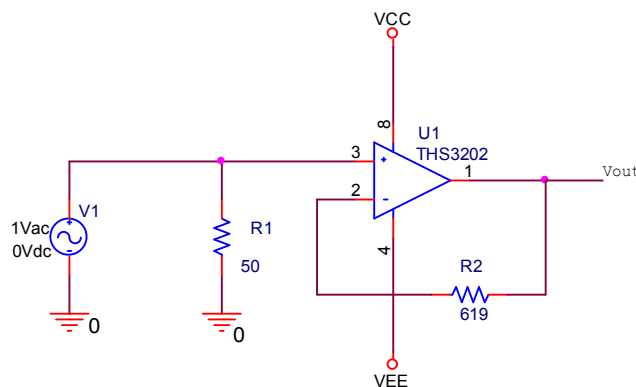 VCC
8
U1
THS3202
3
+
1
Vout
2
-
4
V1
+
1Vac
0Vdc
-
R1
50
R2
619
0
0
VEE